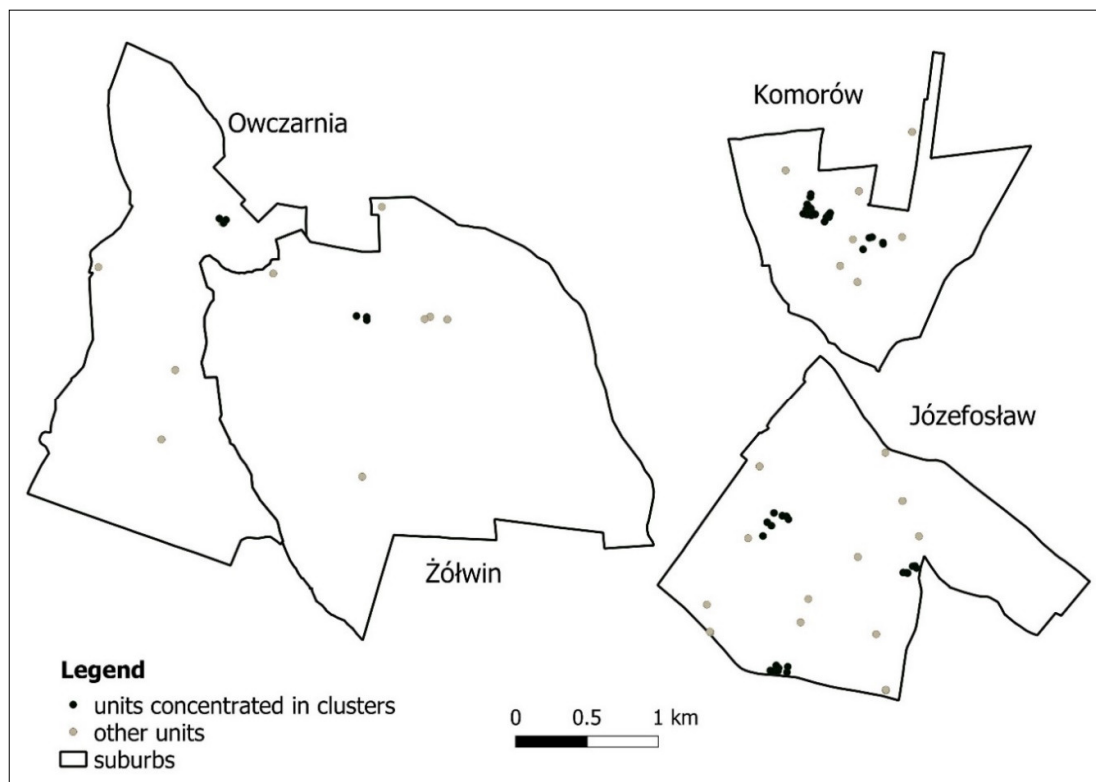 Owczarnia
Komorów
Józefosław
Żółwin
Legend
units concentrated in clusters
other units
suburbs
0 0.5 1 km